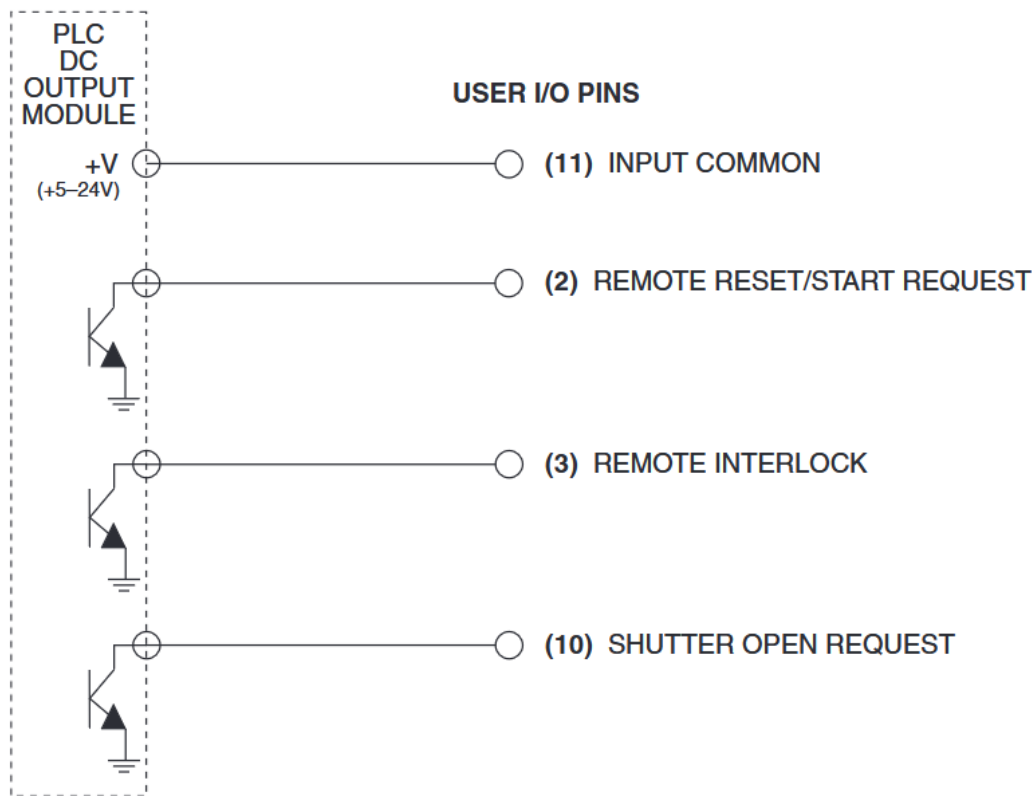 PLC
DC
OUTPUT
MODULE
USER I/O PINS
+V
(+5–24V)
(11) INPUT COMMON
(2) REMOTE RESET/START REQUEST
(3) REMOTE INTERLOCK
(10) SHUTTER OPEN REQUEST